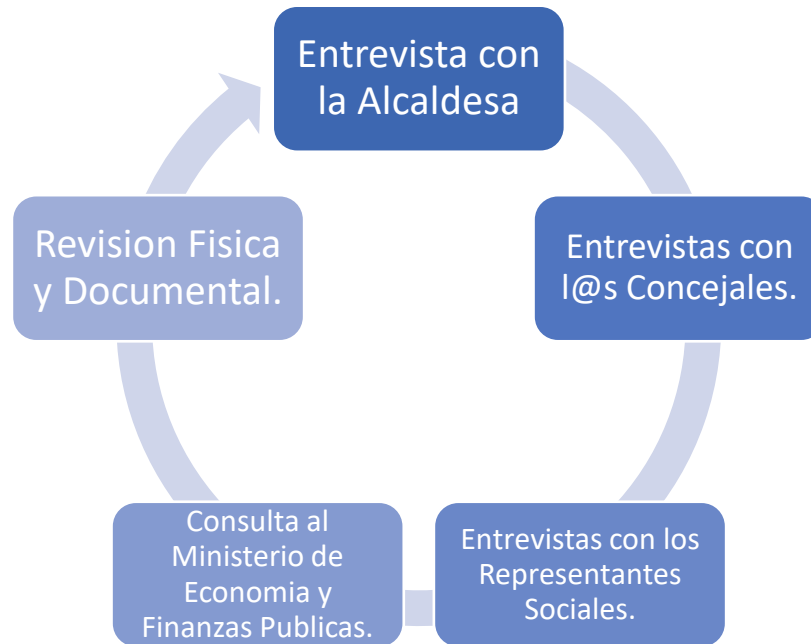 Entrevista con
la Alcaldesa
Entrevistas con
l@s Concejales.
Entrevistas con los
Representantes
Sociales.
Consulta al
Ministerio de
Economia y
Finanzas Publicas.
Revision Fisica
y Documental.